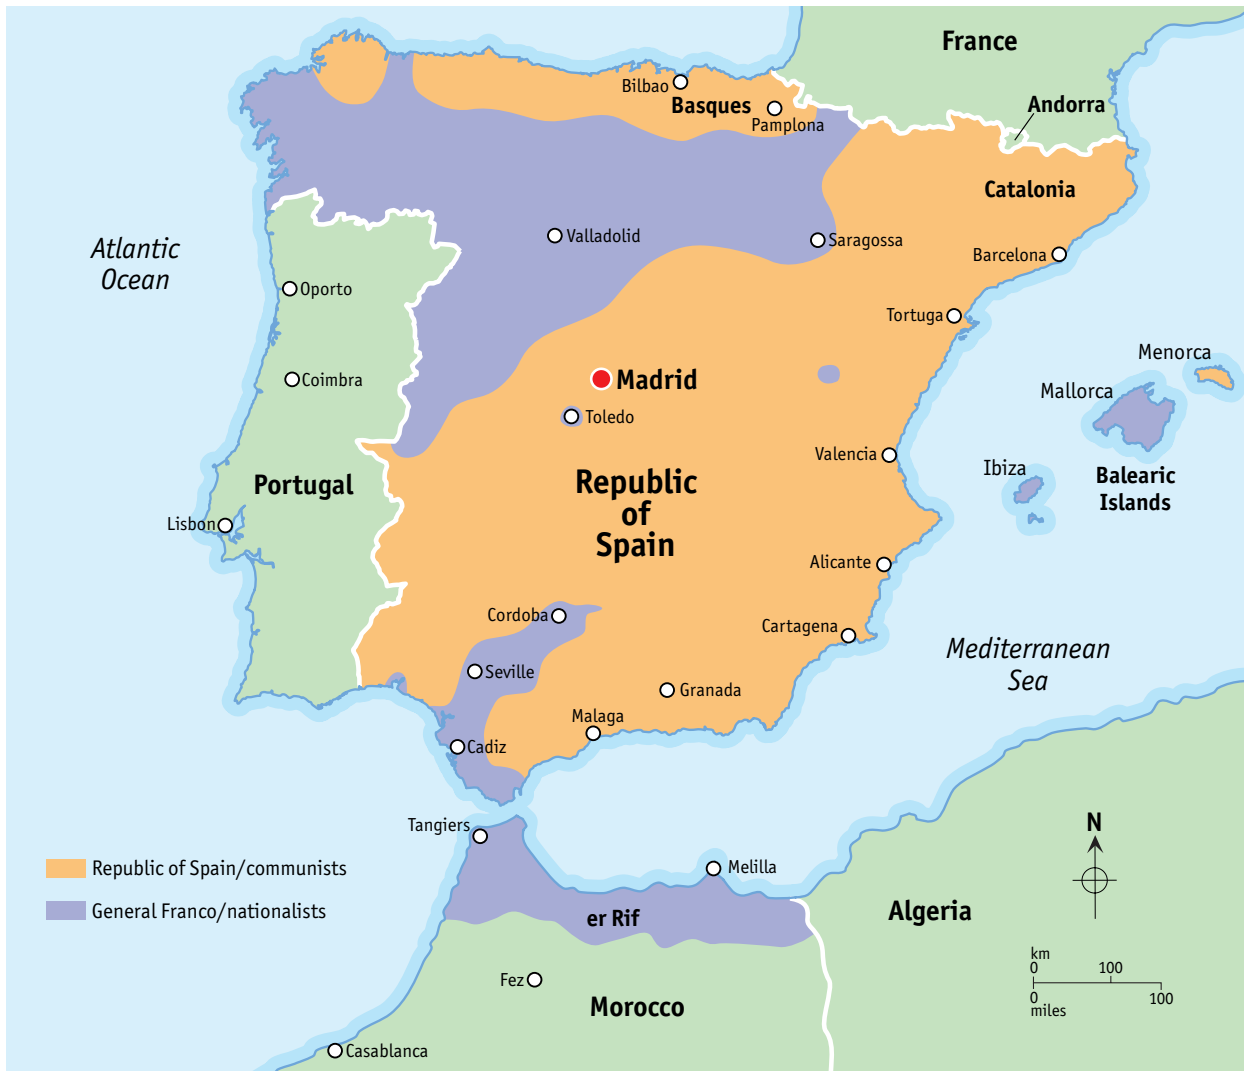 France
Andorra
Bilbao
Basques
Pamplona
Catalonia
Atlantic
Ocean
Valladolid
Saragossa
Barcelona
Oporto
Tortuga
Menorca
Coimbra
Madrid
Mallorca
Toledo
Valencia
Ibiza
Balearic
Islands
Portugal
Republic
of
Spain
Lisbon
Alicante
Cordoba
Cartagena
Mediterranean
Sea
Seville
Granada
Malaga
Cadiz
Tangiers
N
Melilla
Republic of Spain/communists
General Franco/nationalists
er Rif
Algeria
km
0 100
0 100
miles
Fez
Morocco
Casablanca